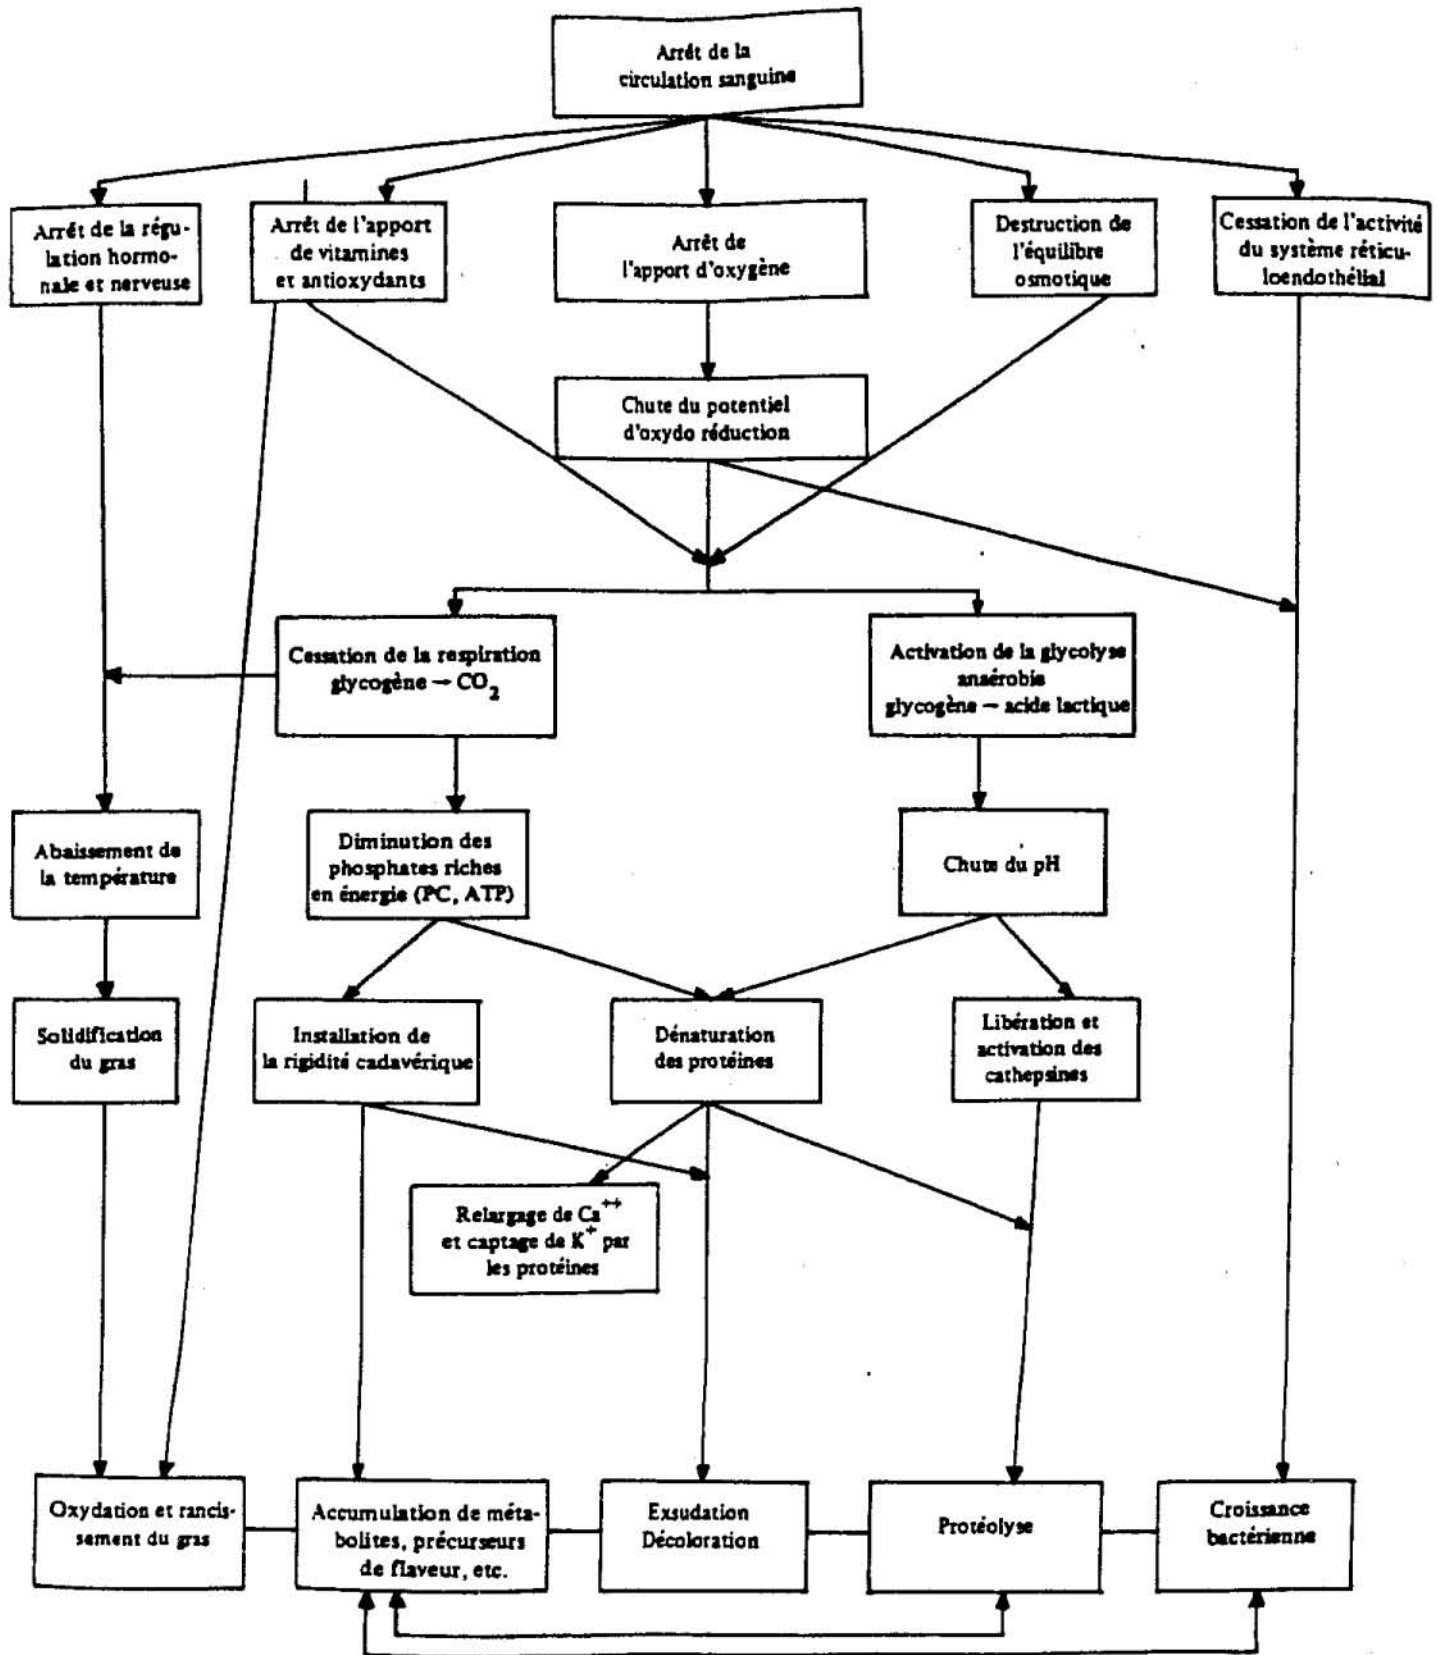 Arrêt de la
circulation sanguine
Arrêt de la régu-
lation hormo-
nale et nerveuse
Arrêt de l'apport
de vitamines
et antioxydants
Arrêt de
l'apport d'oxygène
Destruction de
l'équilibre
osmotique
Cessation de l'activité
du système réticu-
loendothélial
Chute du potentiel
d'oxydo réduction
Cessation de la respiration
glycogène → CO₂
Activation de la glycolyse
anaérobie
glycogène — acide lactique
Abaissement de
la température
Diminution des
phosphates riches
en énergie (PC, ATP)
Chute du pH
Solidification
du gras
Installation de
la rigidité cadavérique
Dénaturation
des protéines
Libération et
activation des
cathepsines
Relargage de Ca⁺⁺
et captage de K⁺ par
les protéines
Oxydation et rancis-
sement du gras
Accumulation de méta-
bolites, précurseurs
de flaveur, etc.
Exsudation
Décoloration
Protéolyse
Croissance
bactérienne